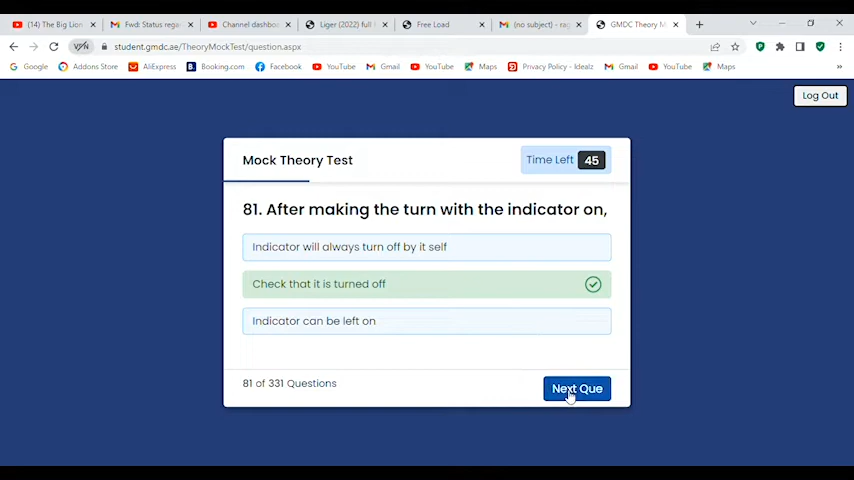 (14) The Big Lion
Fwd: Status rega
Channel dashbo
Liger (2022) full
Free Load
(no subject) - rag
GMDC Theory M
VPN
student.gmdc.ae/TheoryMockTest/question.aspx
Google
Addons Store
AliExpress
Booking.com
Facebook
YouTube
Gmail
YouTube
Maps
Privacy Policy - Idealz
Gmail
YouTube
Maps
Log Out
Mock Theory Test
Time Left 45
81. After making the turn with the indicator on,
Indicator will always turn off by it self
Check that it is turned off
Indicator can be left on
81 of 331 Questions
Next Que